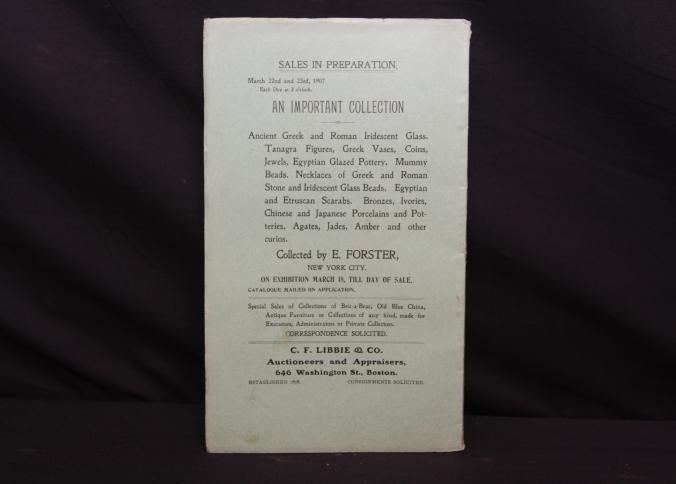 SALES IN PREPARATION.
March 22nd and 23rd, 1907
Each Day at 2 o'clock.
AN IMPORTANT COLLECTION
Ancient Greek and Roman Iridescent Glass.
Tanagra Figures, Greek Vases, Coins,
Jewels, Egyptian Glazed Pottery. Mummy
Beads. Necklaces of Greek and Roman
Stone and Iridescent Glass Beads. Egyptian
and Etruscan Scarabs. Bronzes, Ivories,
Chinese and Japanese Porcelains and Pot-
teries, Agates, Jades, Amber and other
curios.
Collected by E. FORSTER,
NEW YORK CITY.
ON EXHIBITION MARCH 18, TILL DAY OF SALE.
CATALOGUE MAILED ON APPLICATION.
Special Sales of Collections of Bric-a-Brac, Old Blue China,
Antique Furniture or Collections of any kind, made for
Executors, Administrators or Private Collectors.
CORRESPONDENCE SOLICITED.
C. F. LIBBIE & CO.
Auctioneers and Appraisers,
646 Washington St., Boston.
ESTABLISHED 1878. CONSIGNMENTS SOLICITED.